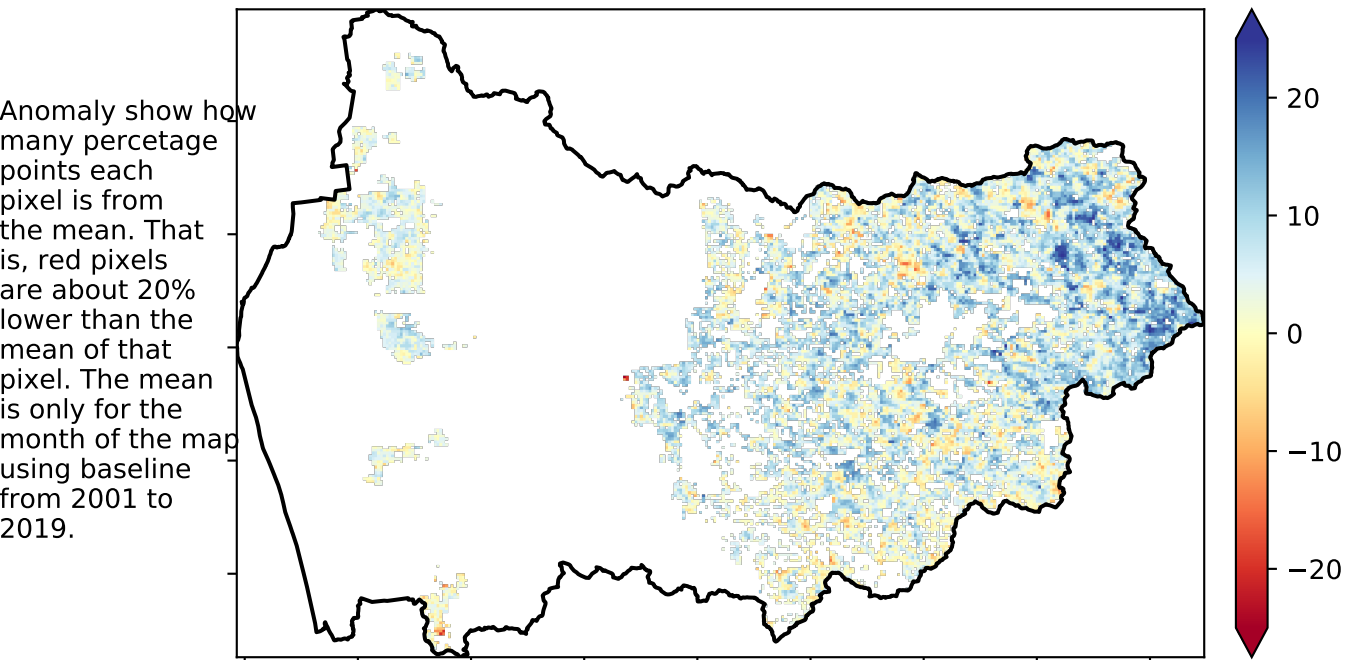 Anomaly show how
many percetage
points each
pixel is from
the mean. That
is, red pixels
are about 20%
lower than the
mean of that
pixel. The mean
is only for the
month of the map
using baseline
from 2001 to
2019.
20
10
0
−10
−20